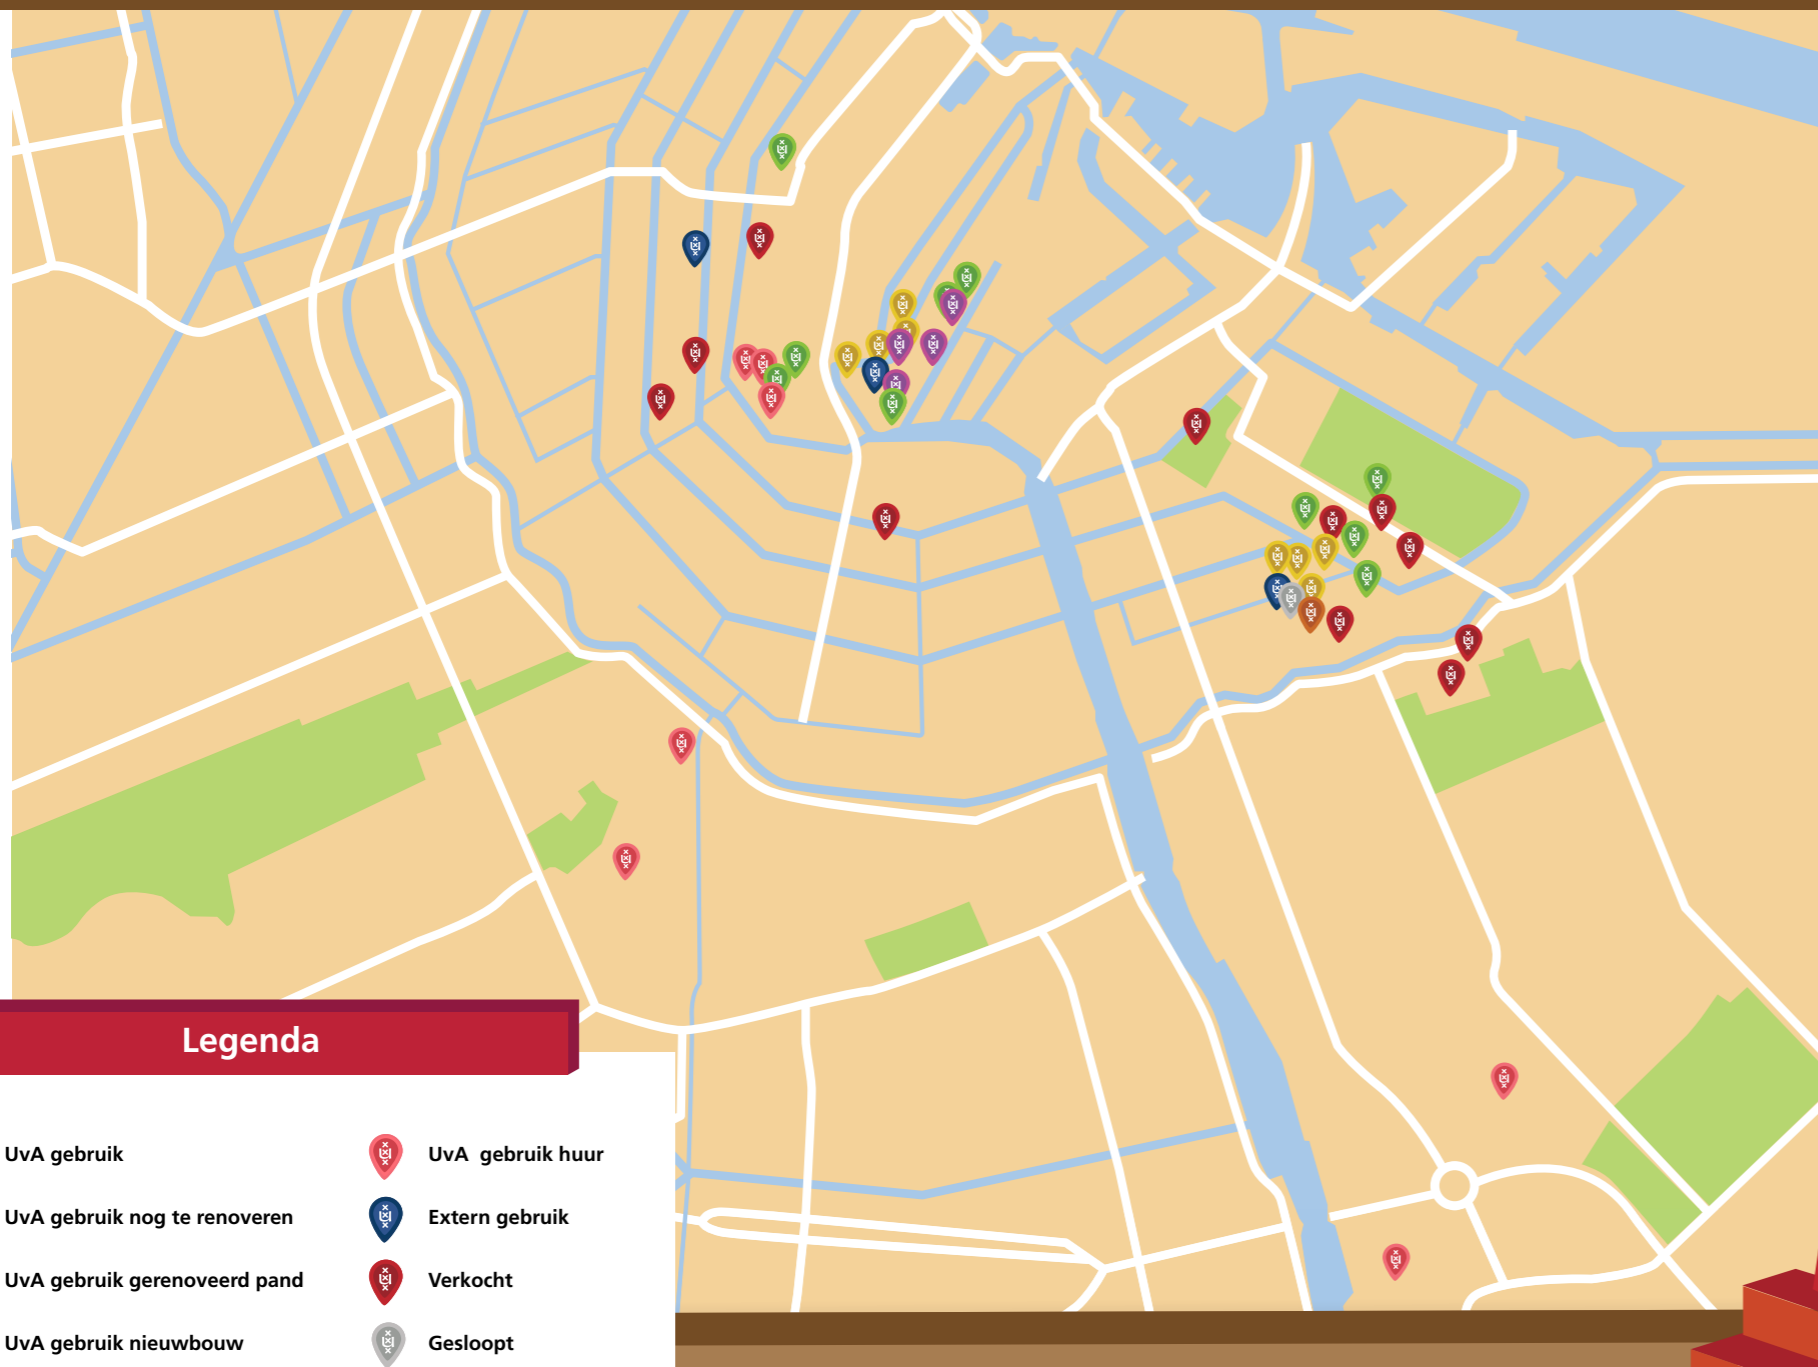 Legenda
UvA gebruik
UvA gebruik nog te renoveren
UvA gebruik gerenoveerd pand
UvA gebruik nieuwbouw
UvA gebruik huur
Extern gebruik
Verkocht
Gesloopt